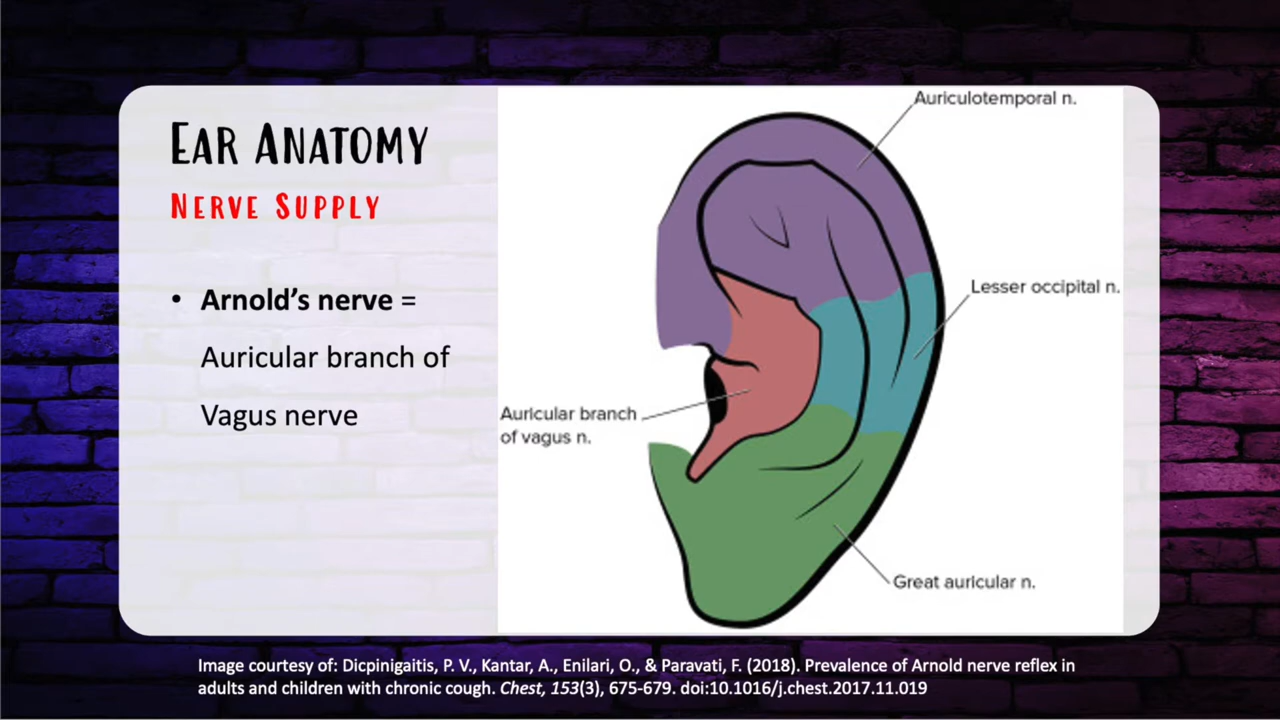 EAR ANATOMY
NERVE SUPPLY
• Arnold’s nerve =
Auricular branch of
Vagus nerve
Auriculotemporal n.
Lesser occipital n.
Auricular branch
of vagus n.
Great auricular n.
Image courtesy of: Dicpinigaitis, P. V., Kantar, A., Enilari, O., & Paravati, F. (2018). Prevalence of Arnold nerve reflex in
adults and children with chronic cough. Chest, 153(3), 675-679. doi:10.1016/j.chest.2017.11.019